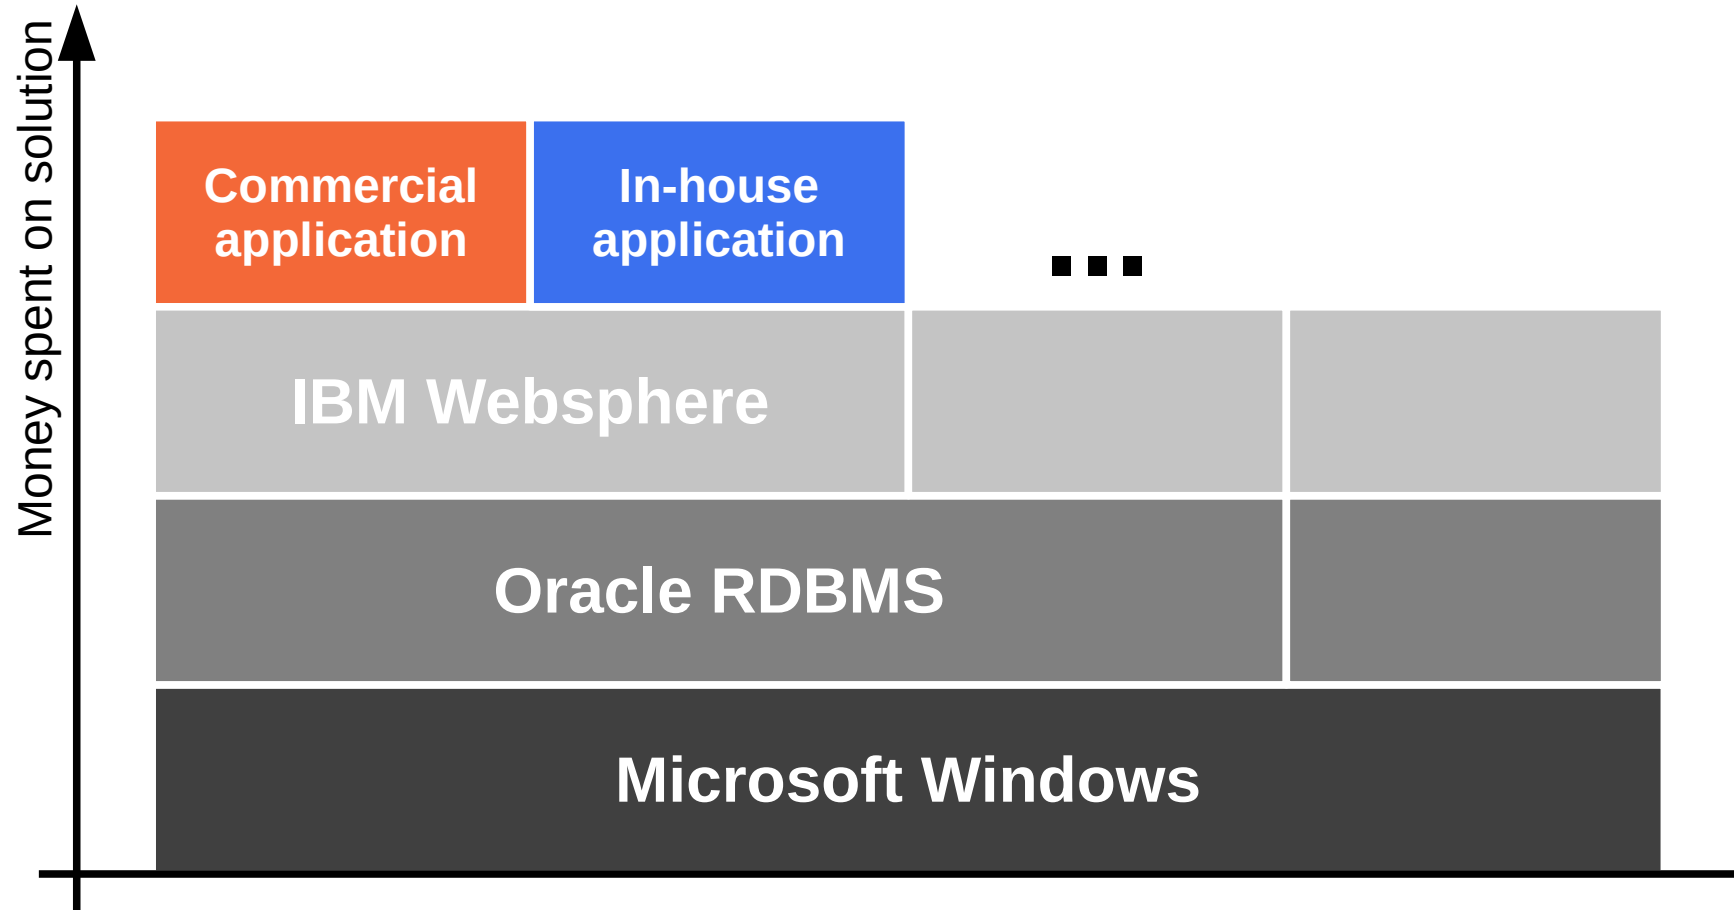 Money spent on solution
Commercial
application
In-house
application
...
IBM Websphere
Oracle RDBMS
Microsoft Windows